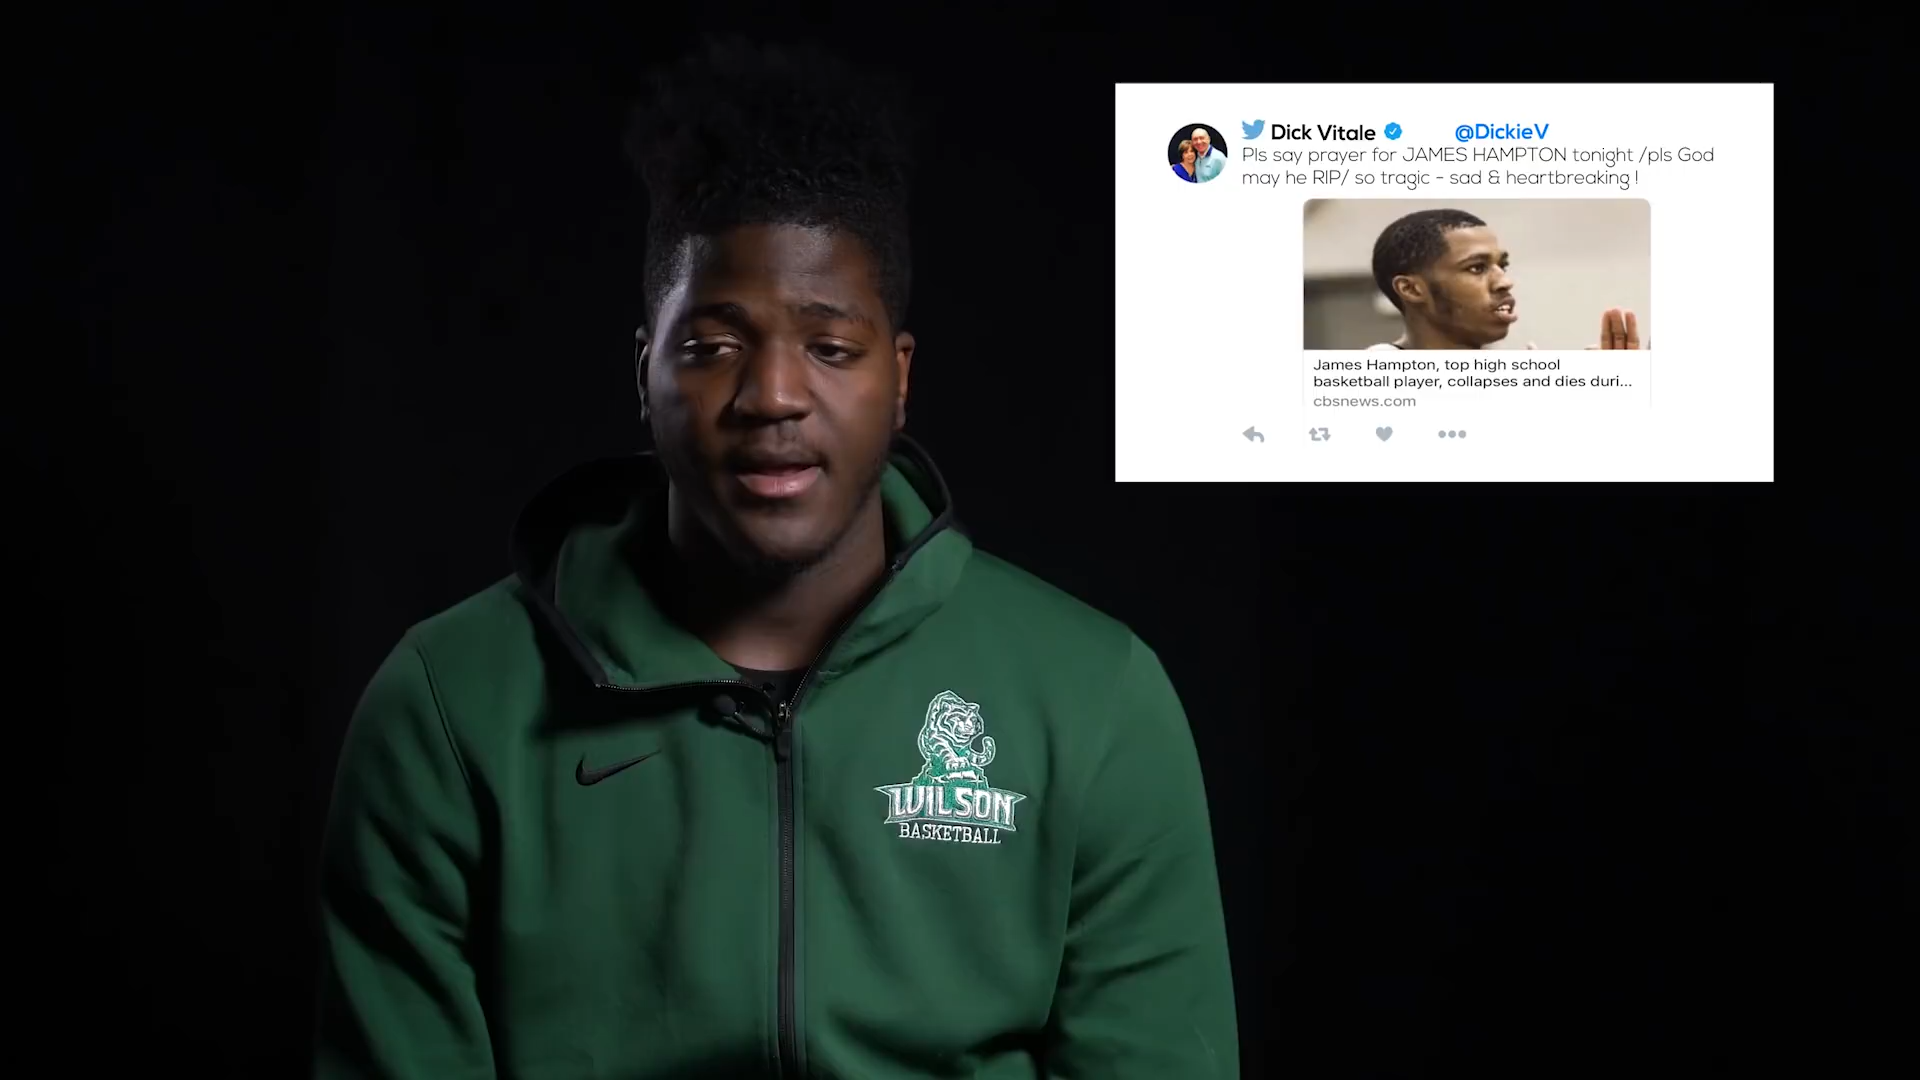 Dick Vitale @DickieV
Pls say prayer for JAMES HAMPTON tonight /pls God
may he RIP/ so tragic - sad & heartbreaking !
James Hampton, top high school
basketball player, collapses and dies duri...
cbsnews.com
WILSON
BASKETBALL